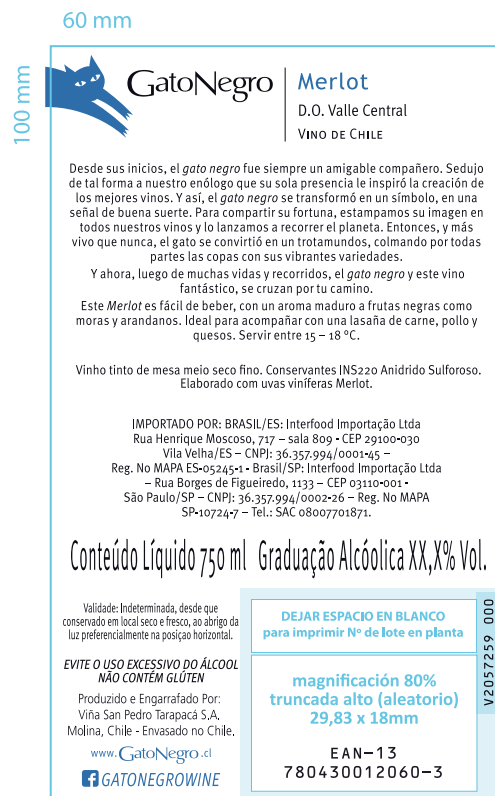 60 mm
100 mm
GatoNegro
Merlot
D.O. Valle Central
VINO DE CHILE
Desde sus inicios, el gato negro fue siempre un amigable compañero. Sedujo
de tal forma a nuestro enólogo que su sola presencia le inspiró la creación de
los mejores vinos. Y así, el gato negro se transformó en un símbolo, en una
señal de buena suerte. Para compartir su fortuna, estampamos su imagen en
todos nuestros vinos y lo lanzamos a recorrer el planeta. Entonces, y más
vivo que nunca, el gato se convirtió en un trotamundos, colmando por todas
partes las copas con sus vibrantes variedades.
Y ahora, luego de muchas vidas y recorridos, el gato negro y este vino
fantástico, se cruzan por tu camino.
Este Merlot es fácil de beber, con un aroma maduro a frutas negras como
moras y arandanos. Ideal para acompañar con una lasaña de carne, pollo y
quesos. Servir entre 15 – 18 °C.
Vinho tinto de mesa meio seco fino. Conservantes INS220 Anidrido Sulforoso.
Elaborado com uvas viníferas Merlot.
IMPORTADO POR: BRASIL/ES: Interfood Importação Ltda
Rua Henrique Moscoso, 717 – sala 809 - CEP 29100-030
Vila Velha/ES – CNPJ: 36.357.994/0001-45 –
Reg. No MAPA ES-05245-1 - Brasil/SP: Interfood Importação Ltda
– Rua Borges de Figueiredo, 1133 – CEP 03110-001 -
São Paulo/SP – CNPJ: 36.357.994/0002-26 – Reg. No MAPA
SP-10724-7 – Tel.: SAC 08007701871.
Conteúdo Líquido 750 ml Graduação Alcóolica XX,X% Vol.
Validade: Indeterminada, desde que
conservado em local seco e fresco, ao abrigo da
luz preferencialmente na posiçao horizontal.
EVITE O USO EXCESSIVO DO ÁLCOOL
NÃO CONTÉM GLÚTEN
Produzido e Engarrafado Por:
Viña San Pedro Tarapacá S.A.
Molina, Chile - Envasado no Chile.
www.GatoNegro.cl
GATONEGROWINE
DEJAR ESPACIO EN BLANCO
para imprimir Nº de lote en planta
magnificación 80%
truncada alto (aleatorio)
29,83 x 18mm
EAN-13
780430012060-3
V2057259 000